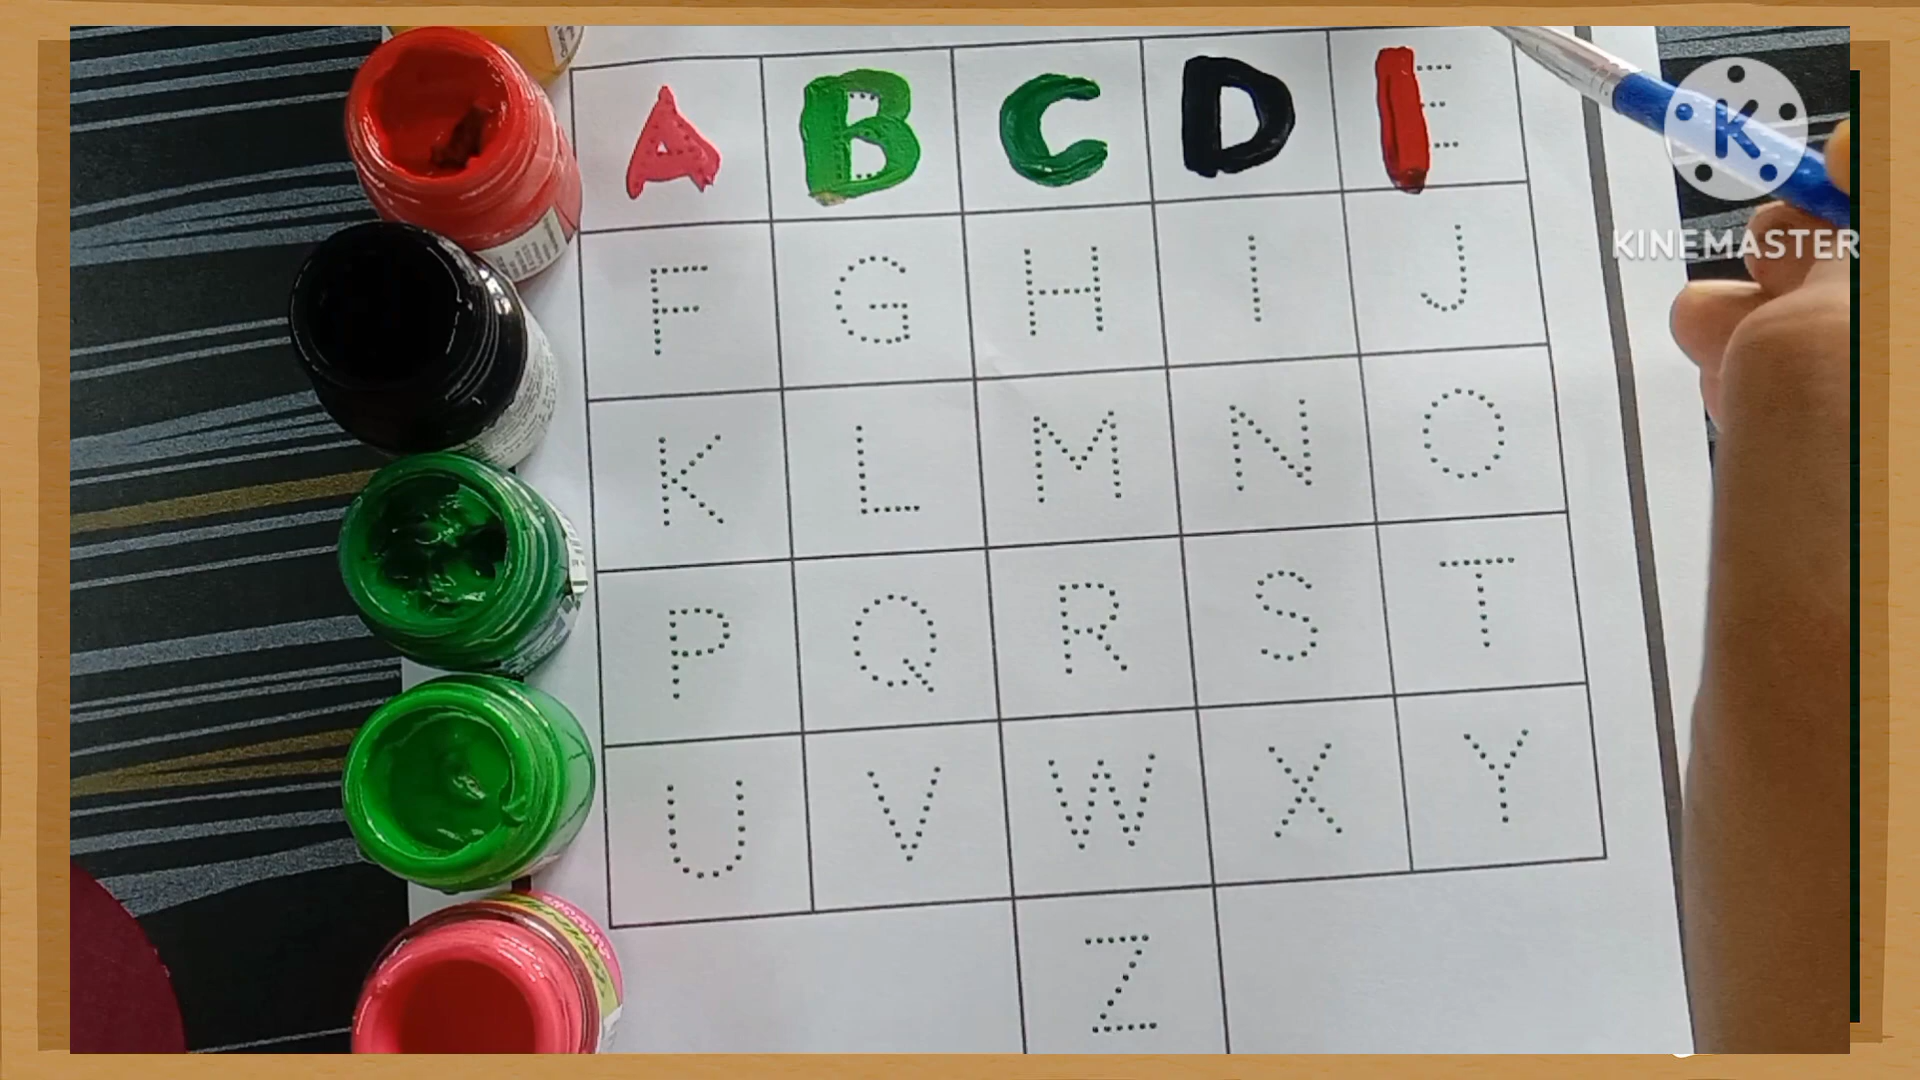 A B C D E
K
KINEMASTER
F G H I J
K L M N O
P Q R S T
U V W X Y
Z